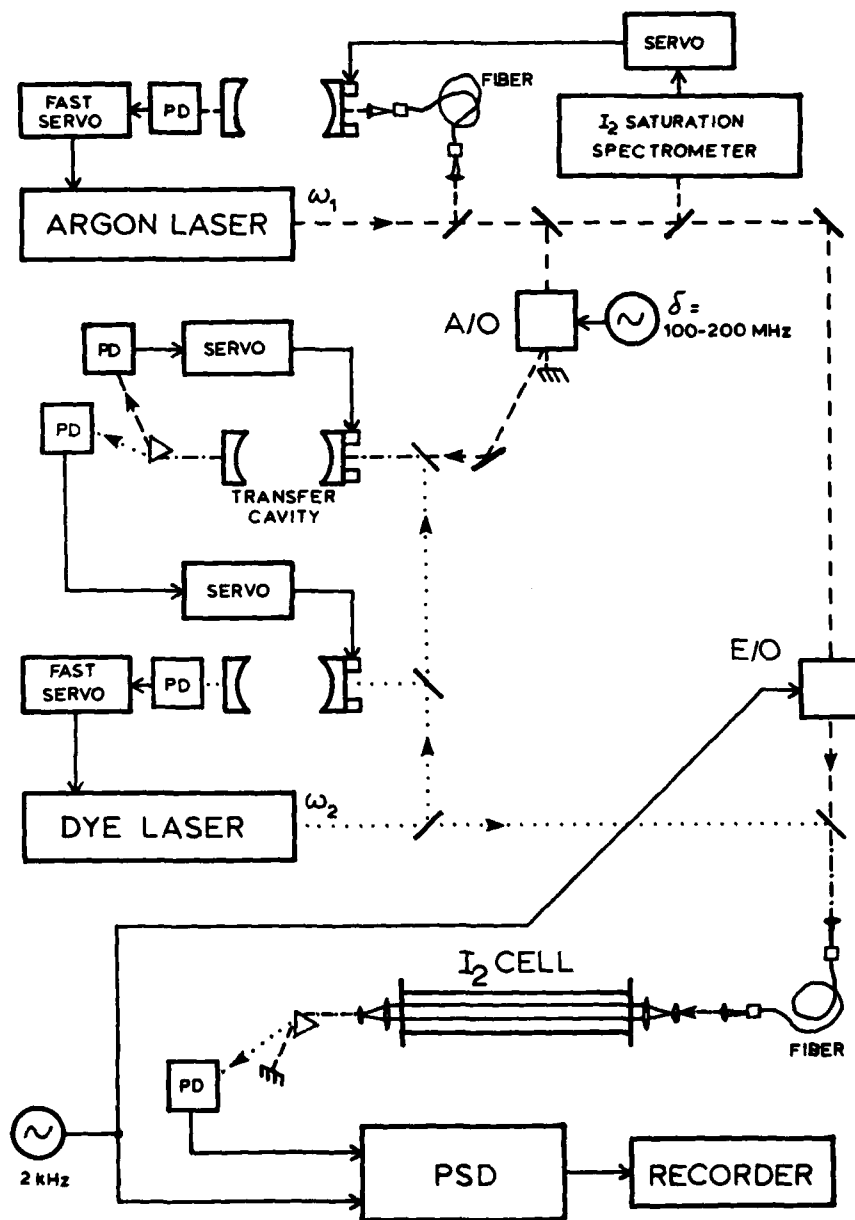 SERVO
FIBER
FAST
SERVO
PD
I₂ SATURATION
SPECTROMETER
ARGON LASER
ω₁
A/O
δ =
100-200 MHz
PD
SERVO
PD
TRANSFER
CAVITY
SERVO
E/O
FAST
SERVO
PD
DYE LASER
ω₂
I₂ CELL
FIBER
PD
2 kHz
PSD
RECORDER